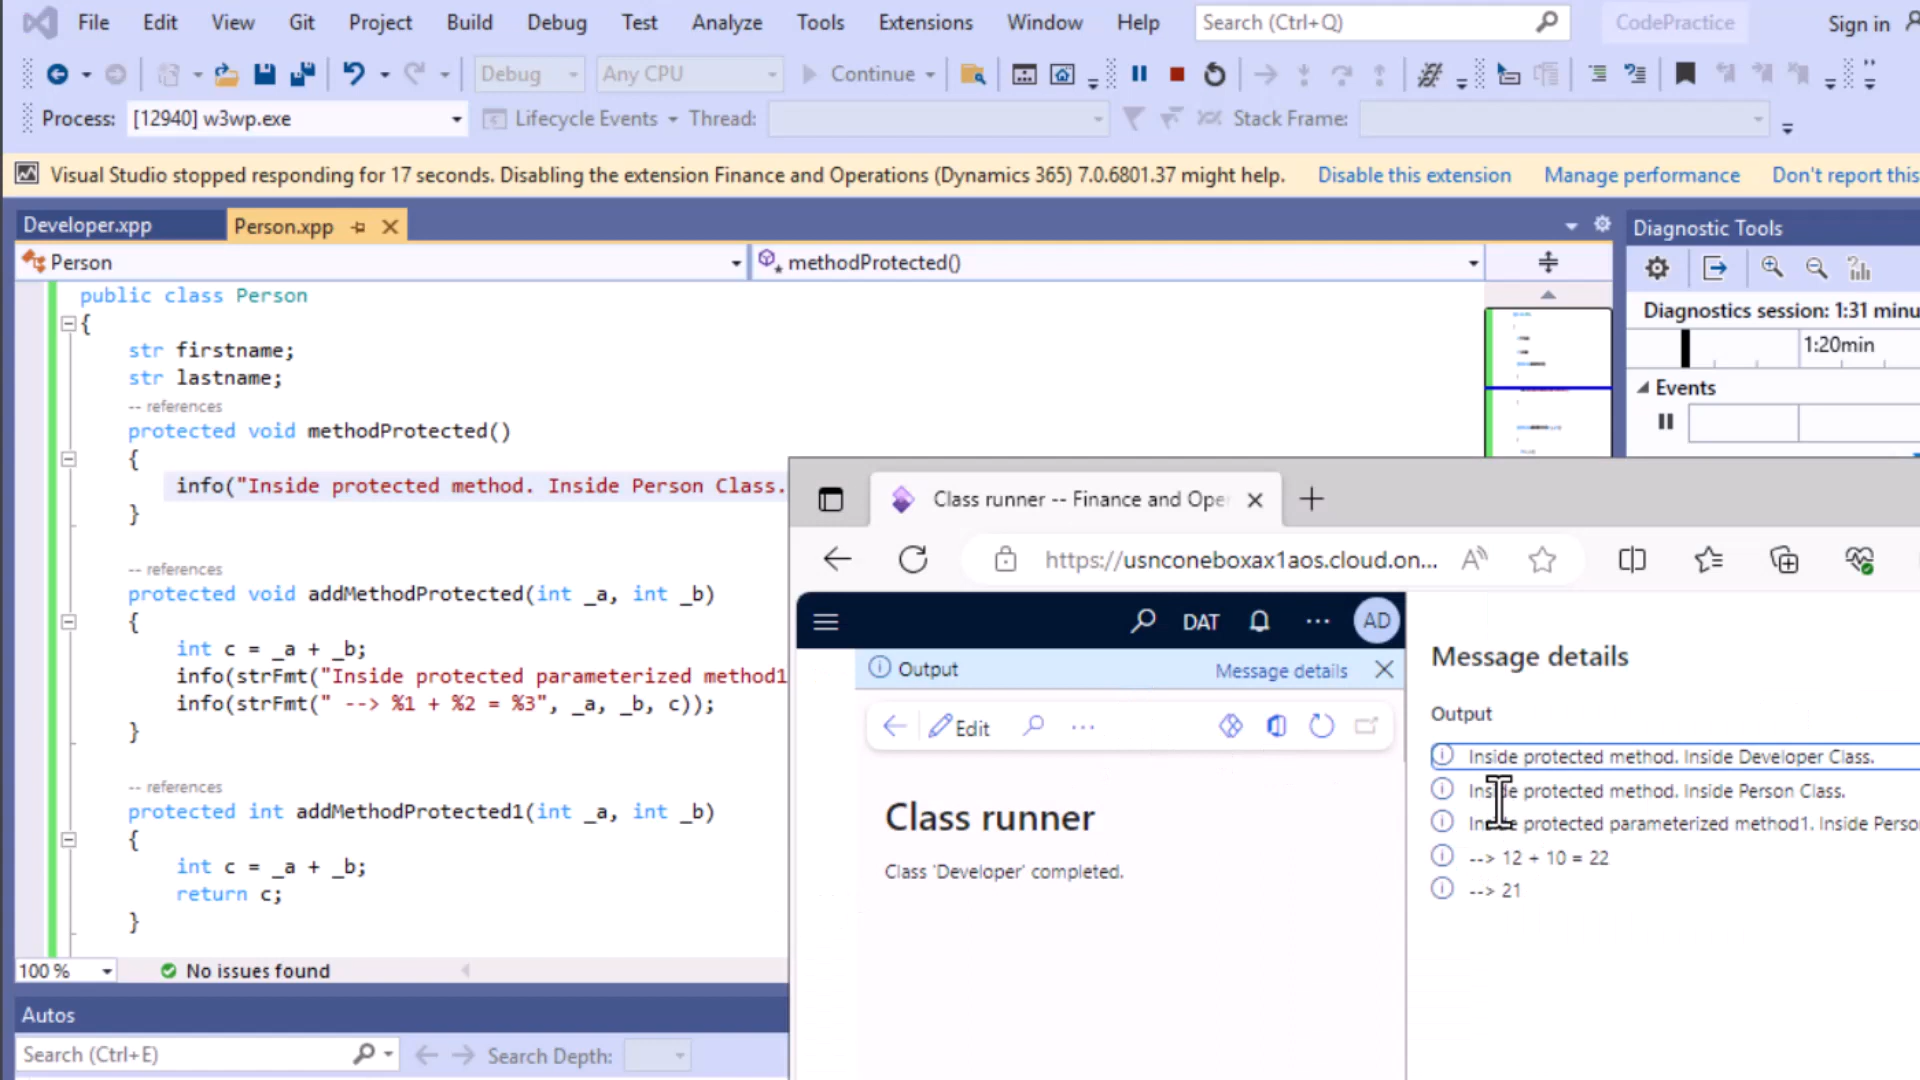 File Edit View Git Project Build Debug Test Analyze Tools Extensions Window Help Search (Ctrl+Q) CodePractice Sign in
Debug Any CPU Continue
Process: [12940] w3wp.exe Lifecycle Events Thread: Stack Frame:
Visual Studio stopped responding for 17 seconds. Disabling the extension Finance and Operations (Dynamics 365) 7.0.6801.37 might help. Disable this extension Manage performance Don't report this
Developer.xpp Person.xpp
Person methodProtected()
public class Person
{
str firstname;
str lastname;
-- references
protected void methodProtected()
{
info("Inside protected method. Inside Person Class.
}
-- references
protected void addMethodProtected(int _a, int _b)
{
int c = _a + _b;
info(strFmt("Inside protected parameterized method1
info(strFmt(" --> %1 + %2 = %3", _a, _b, c));
}
-- references
protected int addMethodProtected1(int _a, int _b)
{
int c = _a + _b;
return c;
}
100 % No issues found
Autos
Search (Ctrl+E) Search Depth:
Diagnostic Tools
Diagnostics session: 1:31 minu
1:20min
Events
Class runner -- Finance and Ope
https://usnconeboxax1aos.cloud.on...
DAT AD
Output Message details
Edit
Class runner
Class 'Developer' completed.
Message details
Output
Inside protected method. Inside Developer Class.
Inside protected method. Inside Person Class.
Inside protected parameterized method1. Inside Perso
--> 12 + 10 = 22
--> 21